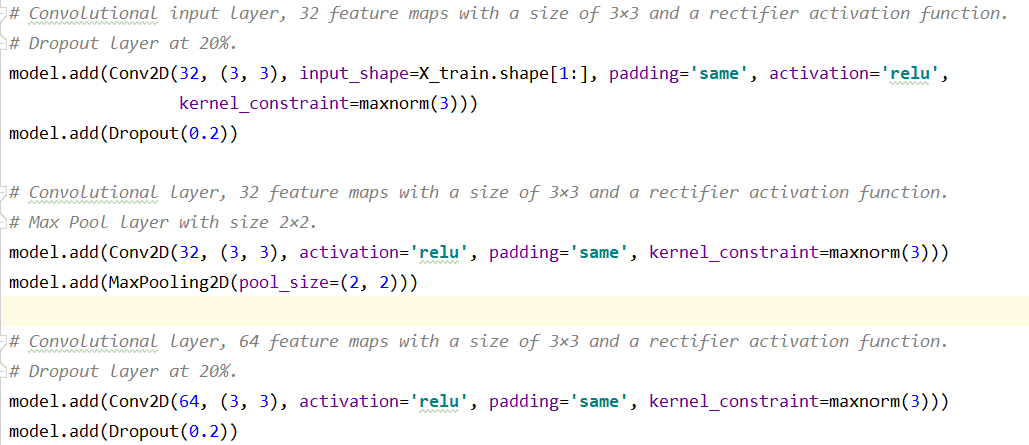 # Convolutional input layer, 32 feature maps with a size of 3×3 and a rectifier activation function.
# Dropout layer at 20%.
model.add(Conv2D(32, (3, 3), input_shape=X_train.shape[1:], padding='same', activation='relu',
kernel_constraint=maxnorm(3)))
model.add(Dropout(0.2))
# Convolutional layer, 32 feature maps with a size of 3×3 and a rectifier activation function.
# Max Pool layer with size 2×2.
model.add(Conv2D(32, (3, 3), activation='relu', padding='same', kernel_constraint=maxnorm(3)))
model.add(MaxPooling2D(pool_size=(2, 2)))
# Convolutional layer, 64 feature maps with a size of 3×3 and a rectifier activation function.
# Dropout layer at 20%.
model.add(Conv2D(64, (3, 3), activation='relu', padding='same', kernel_constraint=maxnorm(3)))
model.add(Dropout(0.2))